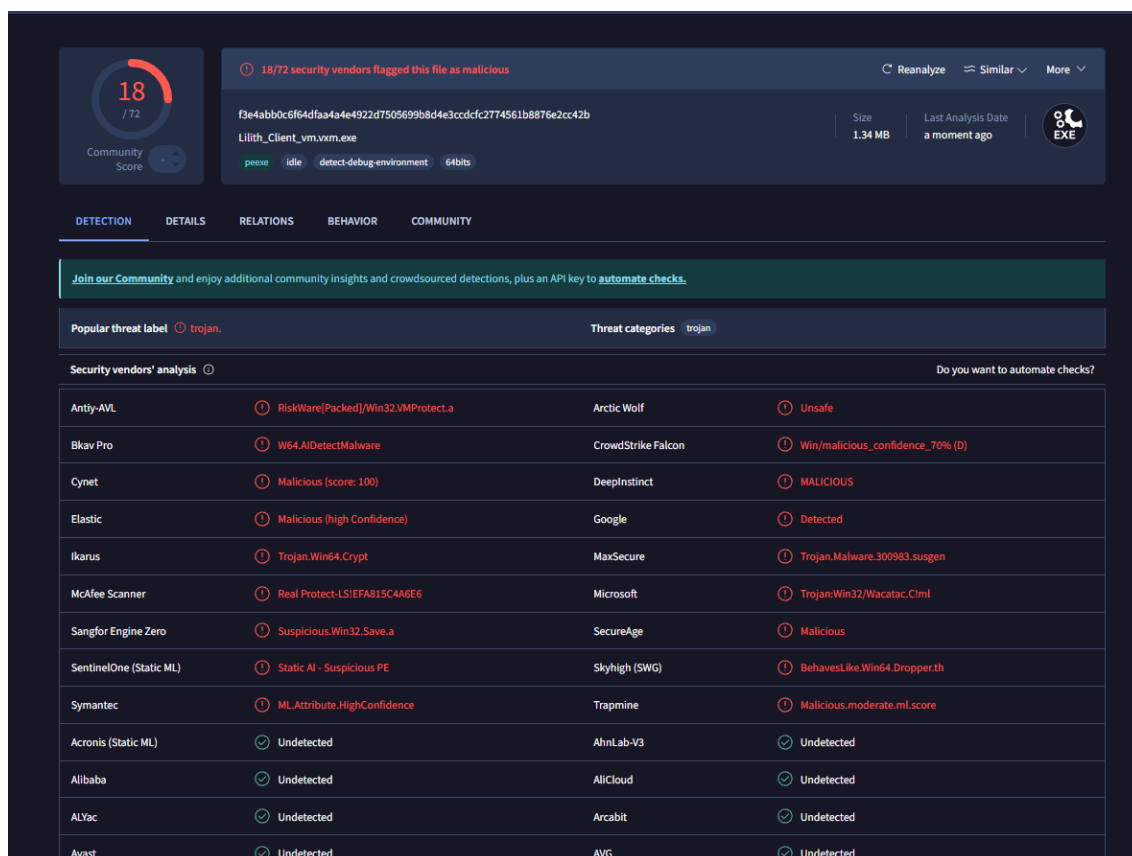 18
/ 72
Community
Score
18/72 security vendors flagged this file as malicious
Reanalyze Similar More
f3e4abb0c6f64dfaa4a4e4922d7505699b8d4e3ccdcfc2774561b8876e2cc42b
Lilith_Client_vm.vxm.exe
peexe idle detect-debug-environment 64bits
Size
1.34 MB
Last Analysis Date
a moment ago
EXE
DETECTION DETAILS RELATIONS BEHAVIOR COMMUNITY
Join our Community and enjoy additional community insights and crowdsourced detections, plus an API key to automate checks.
Popular threat label trojan. Threat categories trojan
Security vendors' analysis Do you want to automate checks?
Antiy-AVL RiskWare[Packed]/Win32.VMProtect.a Arctic Wolf Unsafe
Bkav Pro W64.AIDetectMalware CrowdStrike Falcon Win/malicious_confidence_70% (D)
Cynet Malicious (score: 100) DeepInstinct MALICIOUS
Elastic Malicious (high Confidence) Google Detected
Ikarus Trojan.Win64.Crypt MaxSecure Trojan.Malware.300983.susgen
McAfee Scanner Real Protect-LS!EFA815C4A6E6 Microsoft Trojan:Win32/Wacatac.C!ml
Sangfor Engine Zero Suspicious.Win32.Save.a SecureAge Malicious
SentinelOne (Static ML) Static AI - Suspicious PE Skyhigh (SWG) BehavesLike.Win64.Dropper.th
Symantec ML.Attribute.HighConfidence Trapmine Malicious.moderate.ml.score
Acronis (Static ML) Undetected AhnLab-V3 Undetected
Alibaba Undetected AliCloud Undetected
ALYac Undetected Arcabit Undetected
Avast Undetected AVG Undetected